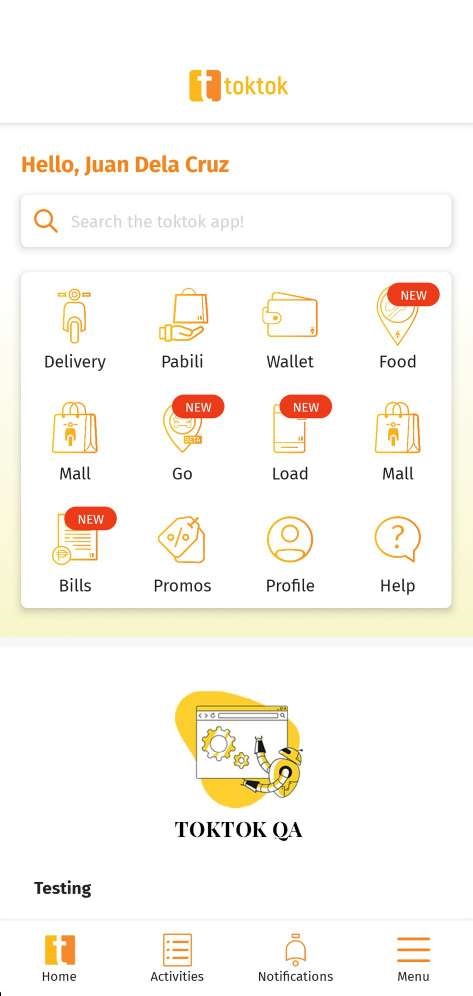 t toktok
Hello, Juan Dela Cruz
Search the toktok app!
NEW
Delivery Pabili Wallet Food
NEW NEW
BETA
Mall Go Load Mall
NEW
Bills Promos Profile Help
TOKTOK QA
Testing
Home Activities Notifications Menu